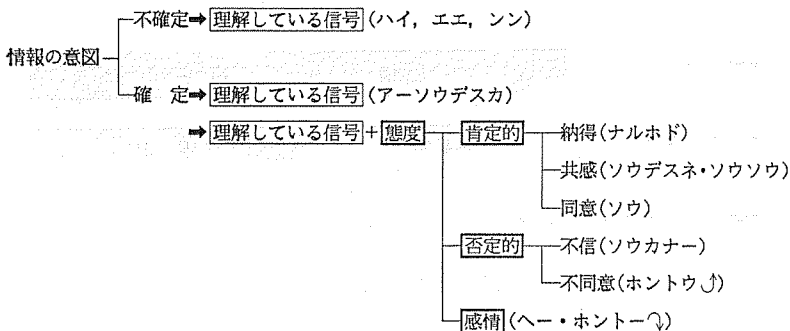 不確定➡理解している信号(ハイ，エエ，ンン)
情報の意図
確　定➡理解している信号(アーソウデスカ)
➡理解している信号+態度　肯定的　納得(ナルホド)
共感(ソウデスネ・ソウソウ)
同意(ソウ)
否定的　不信(ソウカナー)
不同意(ホントウ⤴)
感情(ヘー・ホントー⤵)